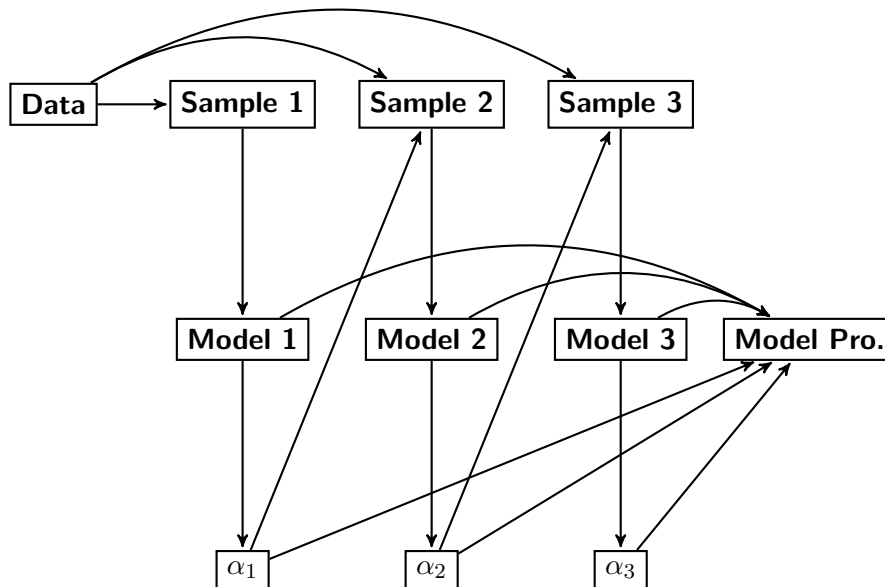 Data
Sample 1
Sample 2
Sample 3
Model 1
Model 2
Model 3
Model Pro.
α₁
α₂
α₃